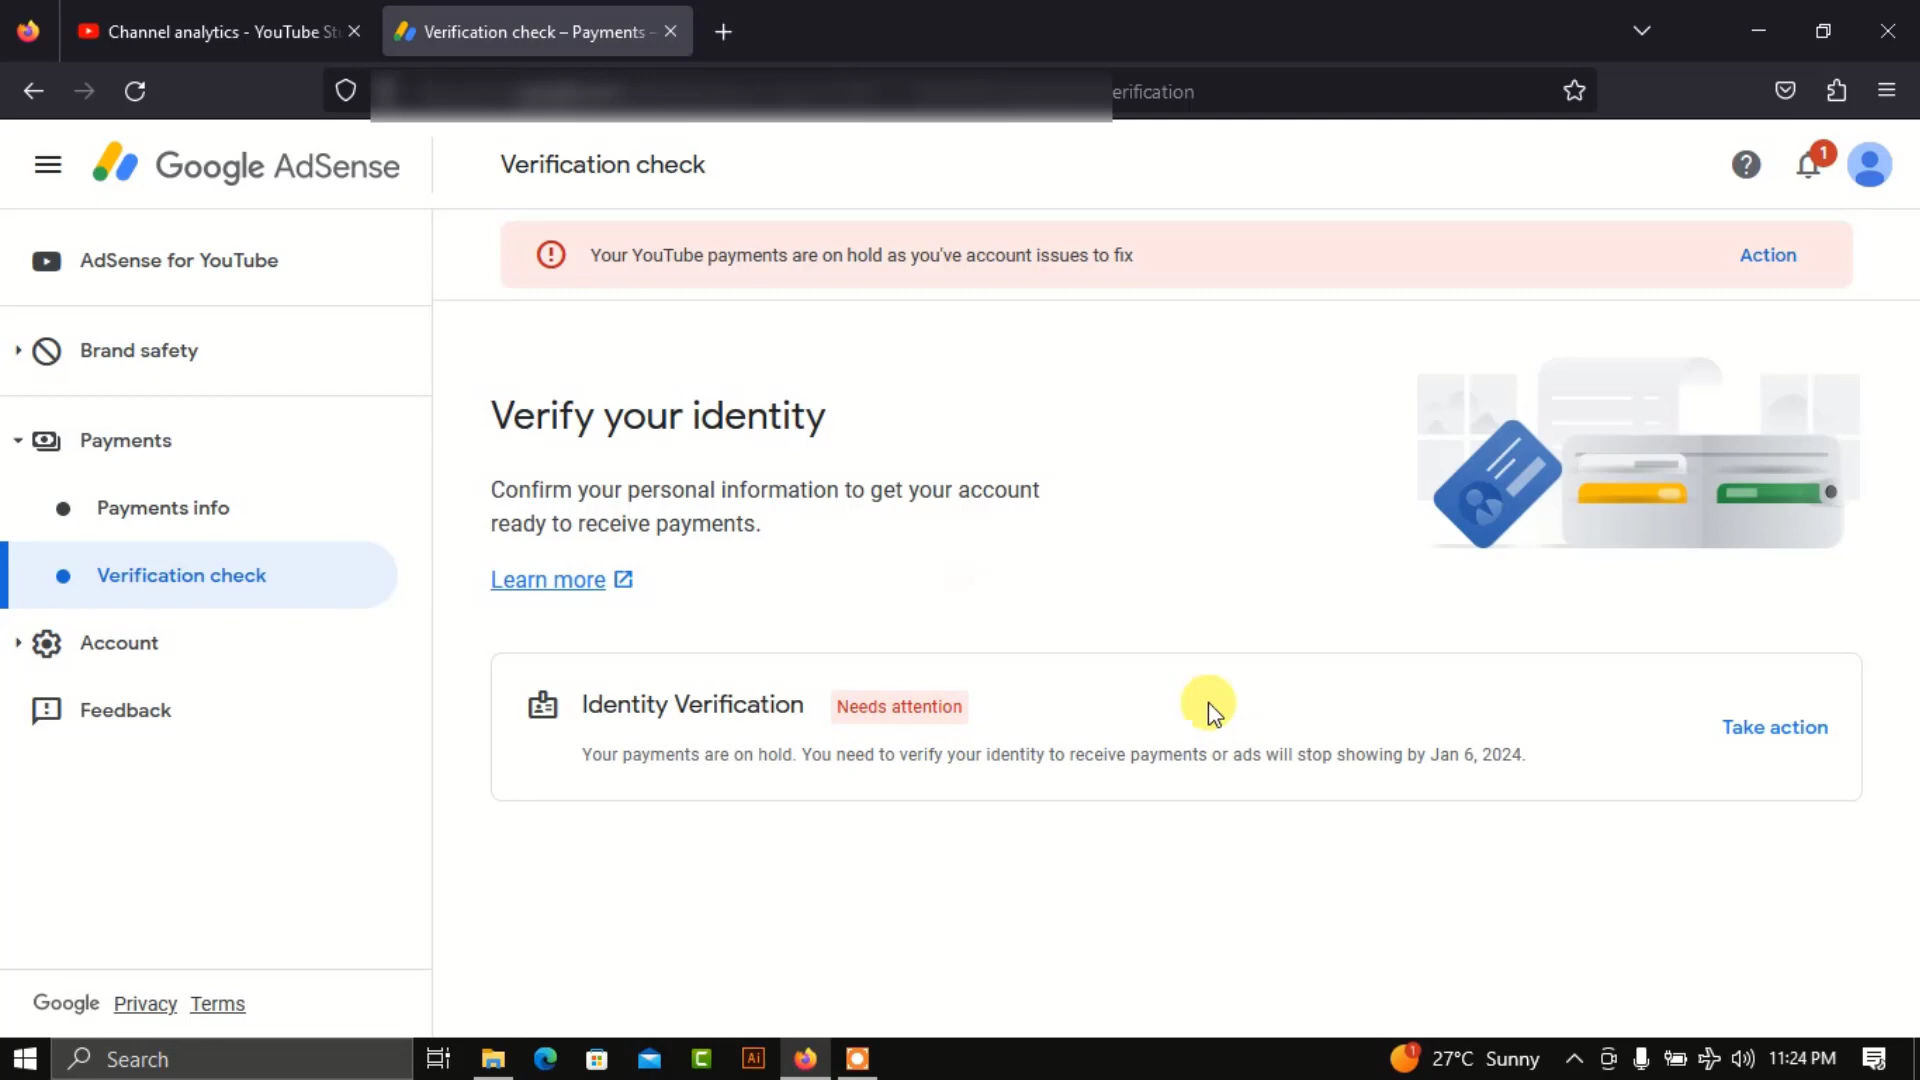 Channel analytics - YouTube St
Verification check – Payments –
erification
Google AdSense
Verification check
1
AdSense for YouTube
Your YouTube payments are on hold as you've account issues to fix
Action
Brand safety
Verify your identity
Payments
Confirm your personal information to get your account
ready to receive payments.
Payments info
Learn more
Verification check
Account
Identity Verification
Needs attention
Take action
Your payments are on hold. You need to verify your identity to receive payments or ads will stop showing by Jan 6, 2024.
Feedback
Google Privacy Terms
Search
Ai
1
27°C Sunny
11:24 PM